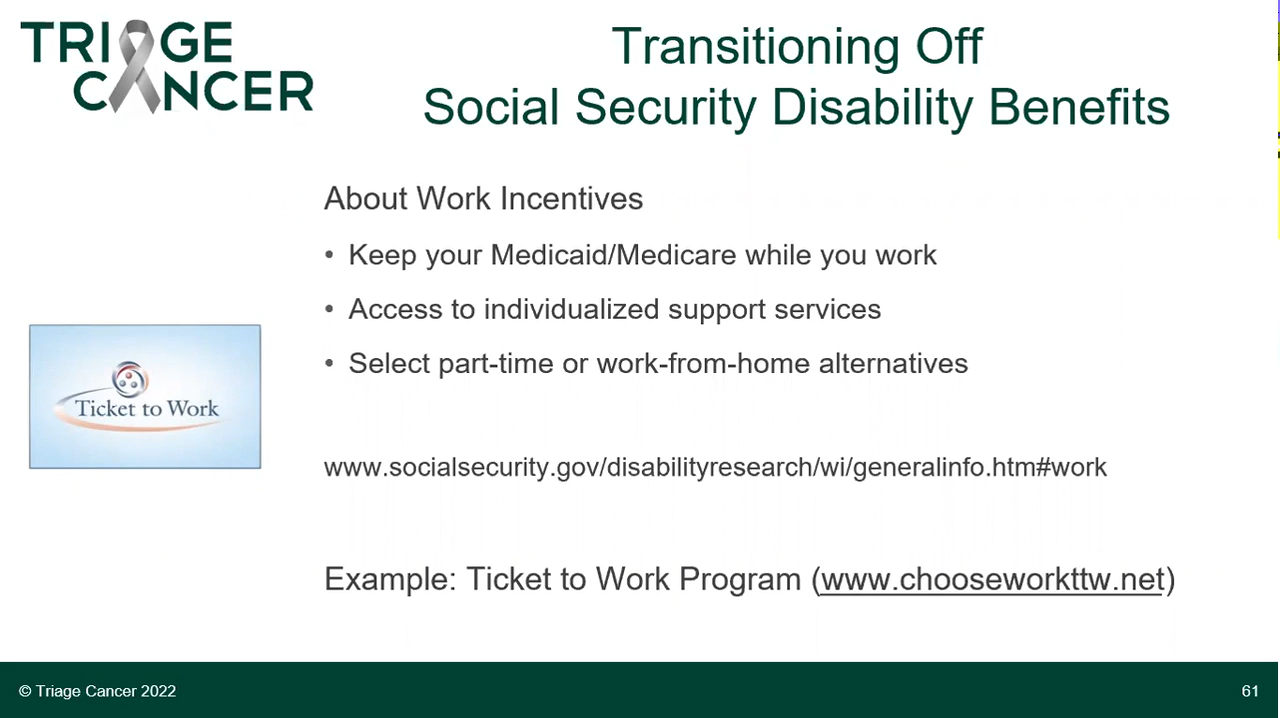 TRIAGE
CANCER
Transitioning Off
Social Security Disability Benefits
About Work Incentives
• Keep your Medicaid/Medicare while you work
• Access to individualized support services
• Select part-time or work-from-home alternatives
Ticket to Work
www.socialsecurity.gov/disabilityresearch/wi/generalinfo.htm#work
Example: Ticket to Work Program (www.chooseworkttw.net)
© Triage Cancer 2022
61